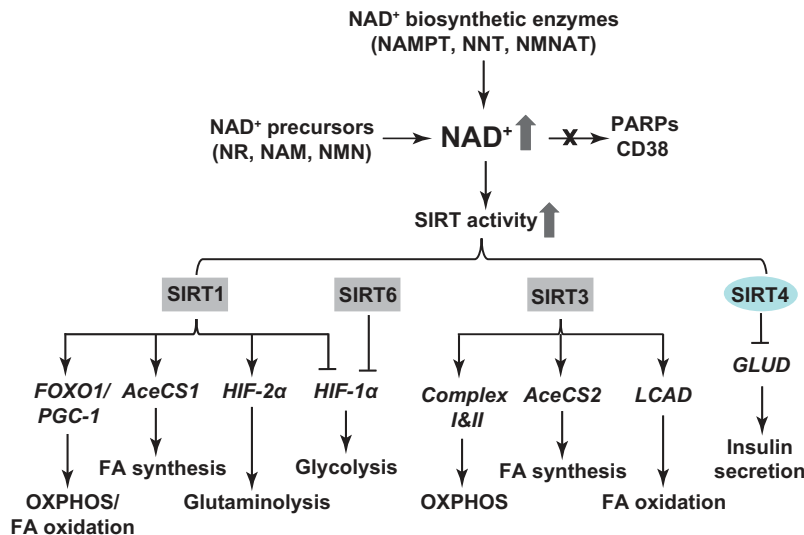 NAD⁺ biosynthetic enzymes
(NAMPT, NNT, NMNAT)
NAD⁺ precursors
(NR, NAM, NMN)
NAD⁺
X
PARPs
CD38
SIRT activity
SIRT1
SIRT6
SIRT3
SIRT4
FOXO1/
PGC-1
AceCS1
HIF-2α
HIF-1α
Complex
I&II
AceCS2
LCAD
GLUD
OXPHOS/
FA oxidation
FA synthesis
Glutaminolysis
Glycolysis
OXPHOS
FA synthesis
FA oxidation
Insulin
secretion